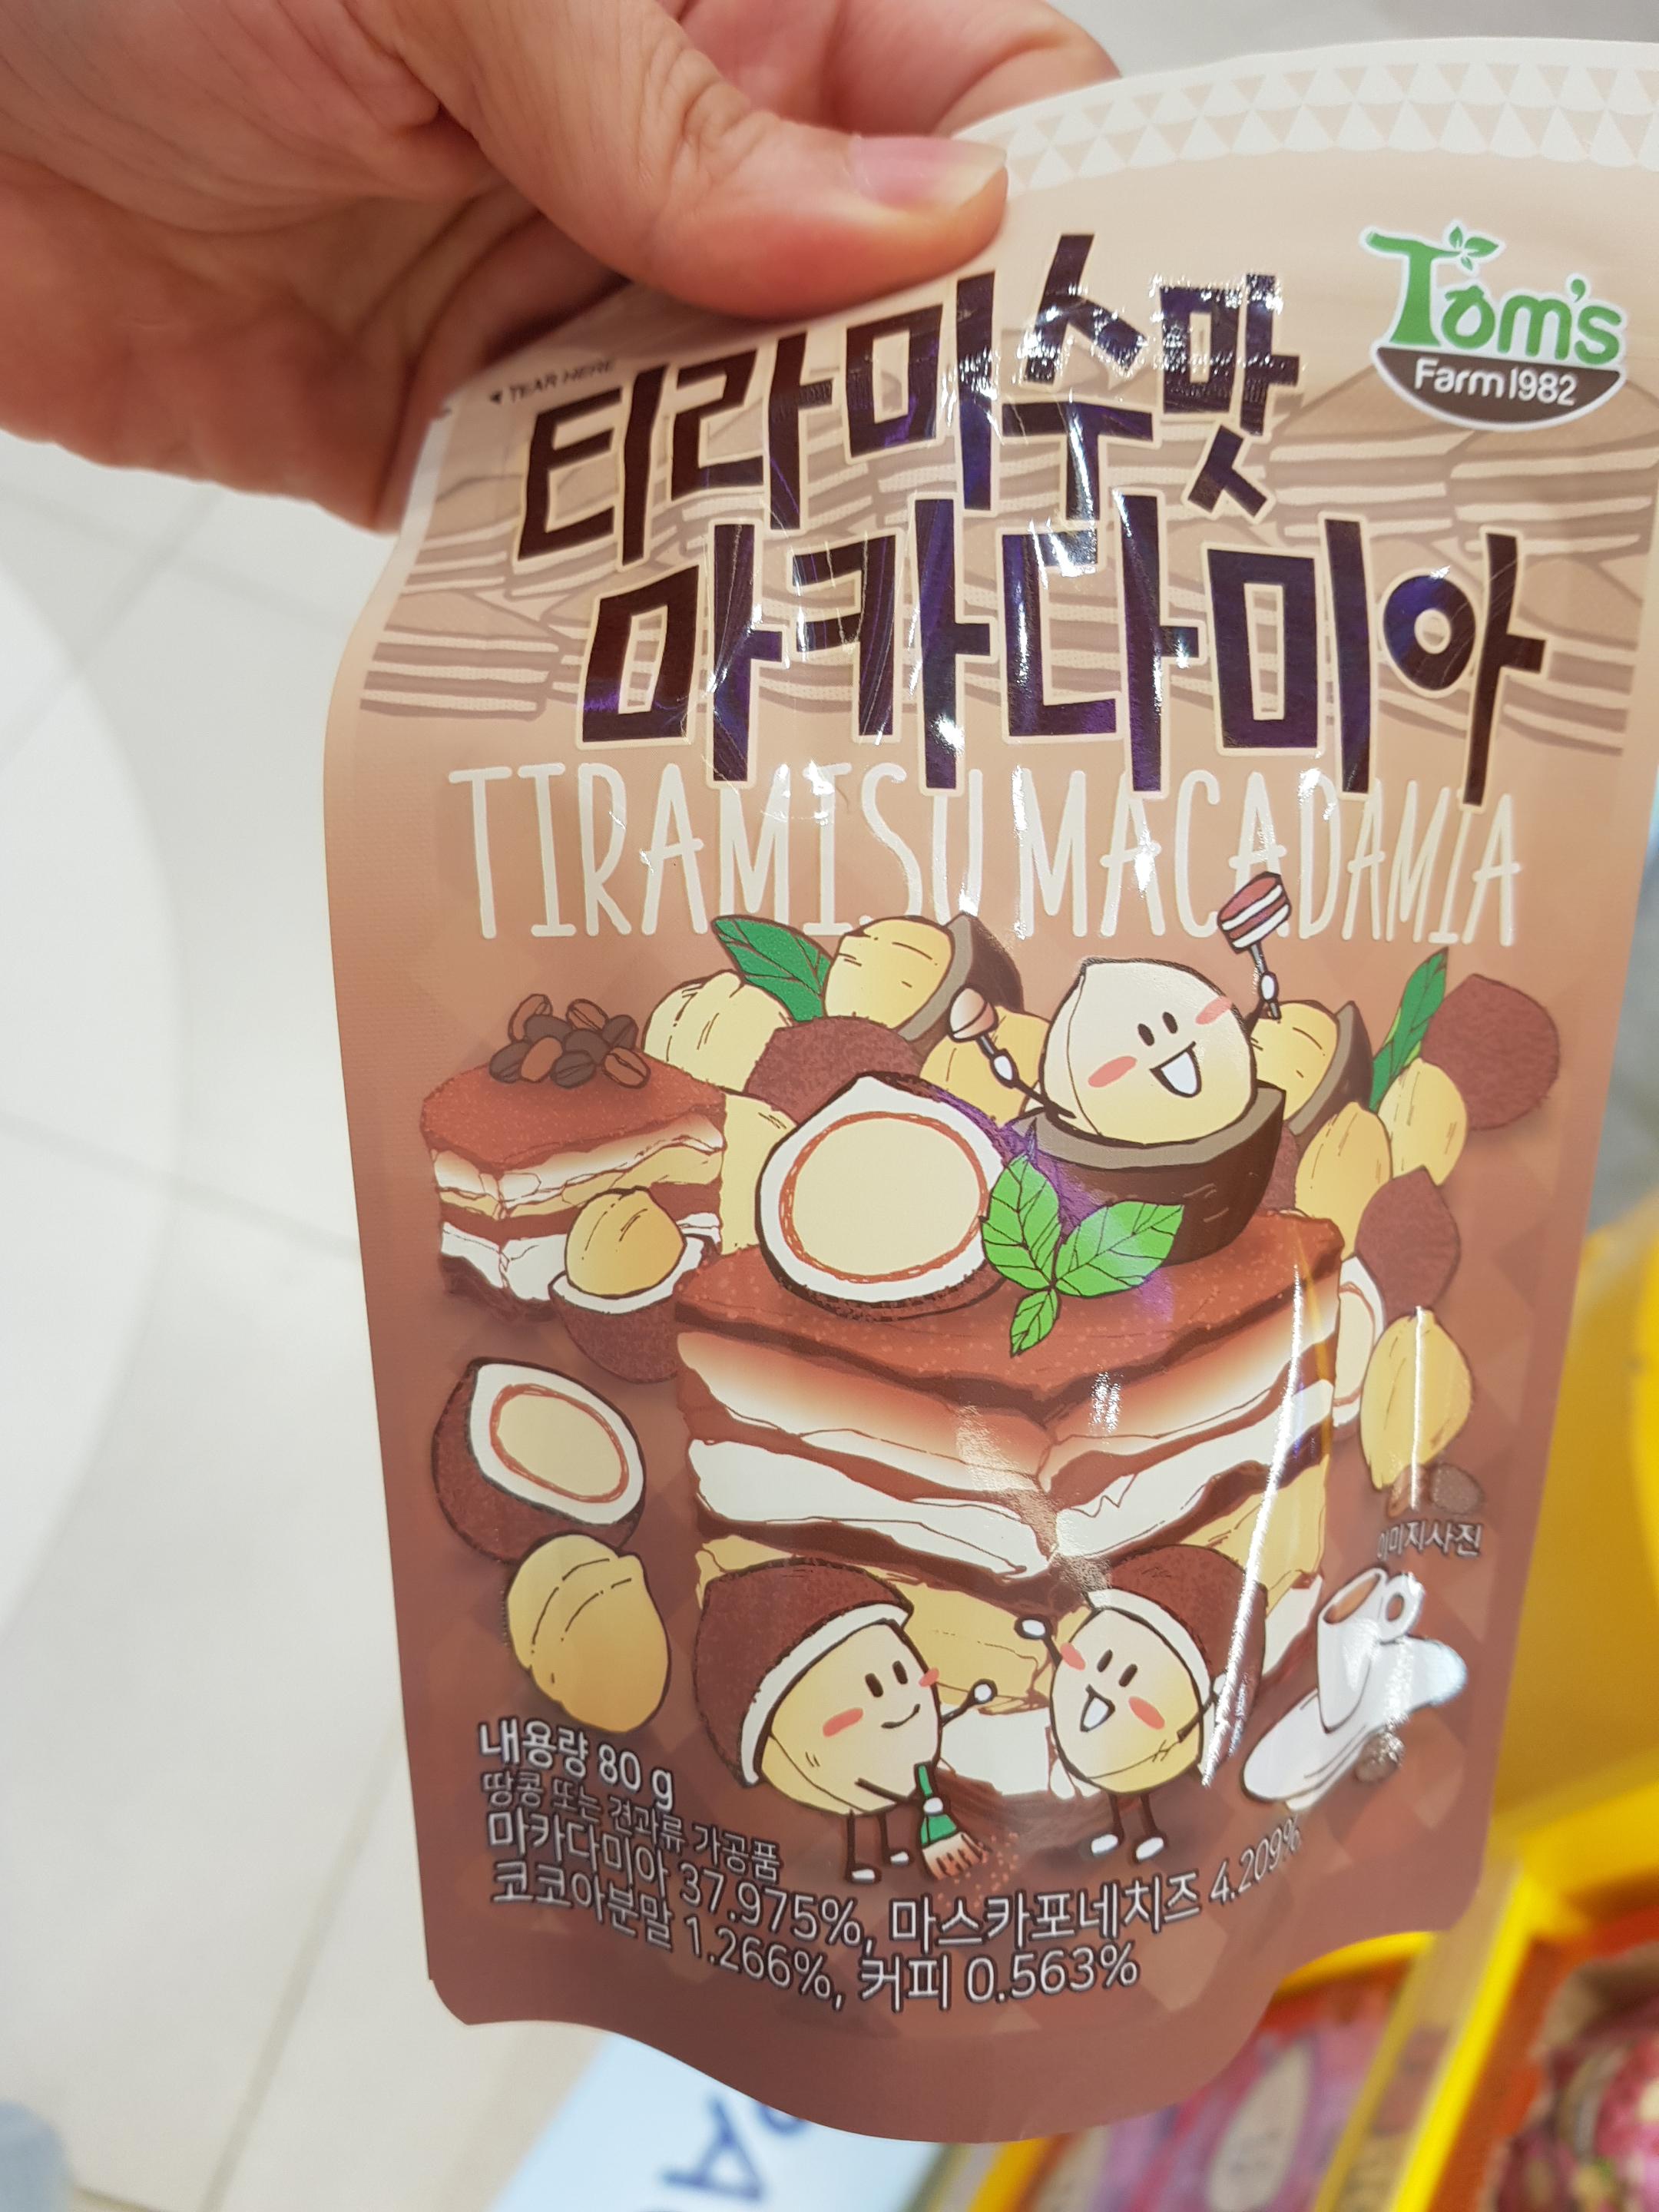 ◀ TEAR HERE
Tom's
Farm 1982
티라미수맛
마카다미아
TIRAMISU MACADAMIA
이미지사진
내용량 80 g
땅콩 또는 견과류 가공품
마카다미아 37.975%, 마스카포네치즈 4.209%
코코아분말 1.266%, 커피 0.563%